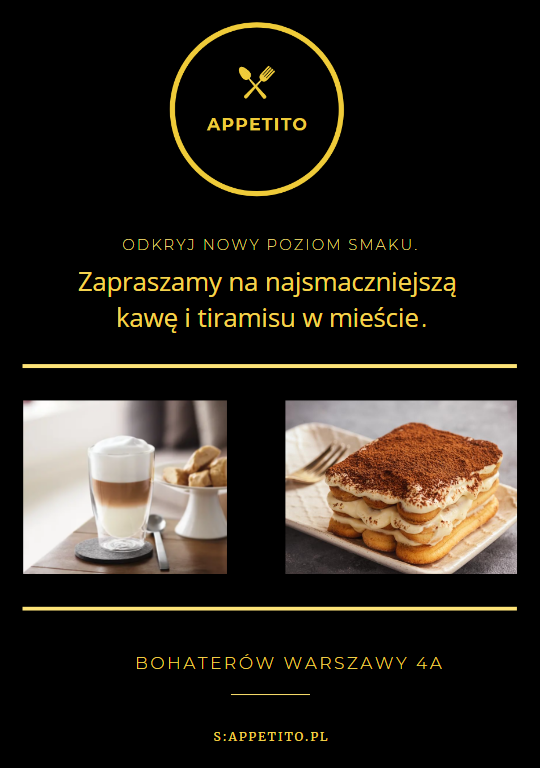 APPETITO
ODKRYJ NOWY POZIOM SMAKU.
Zapraszamy na najsmaczniejszą
kawę i tiramisu w mieście.
BOHATERÓW WARSZAWY 4A
S:APPETITO.PL